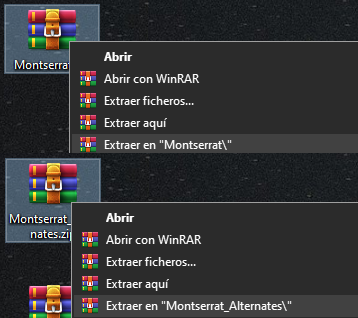 Montserrat
Abrir
Abrir con WinRAR
Extraer ficheros...
Extraer aquí
Extraer en "Montserrat\"
Montserrat_
nates.zip
Abrir
Abrir con WinRAR
Extraer ficheros...
Extraer aquí
Extraer en "Montserrat_Alternates\"